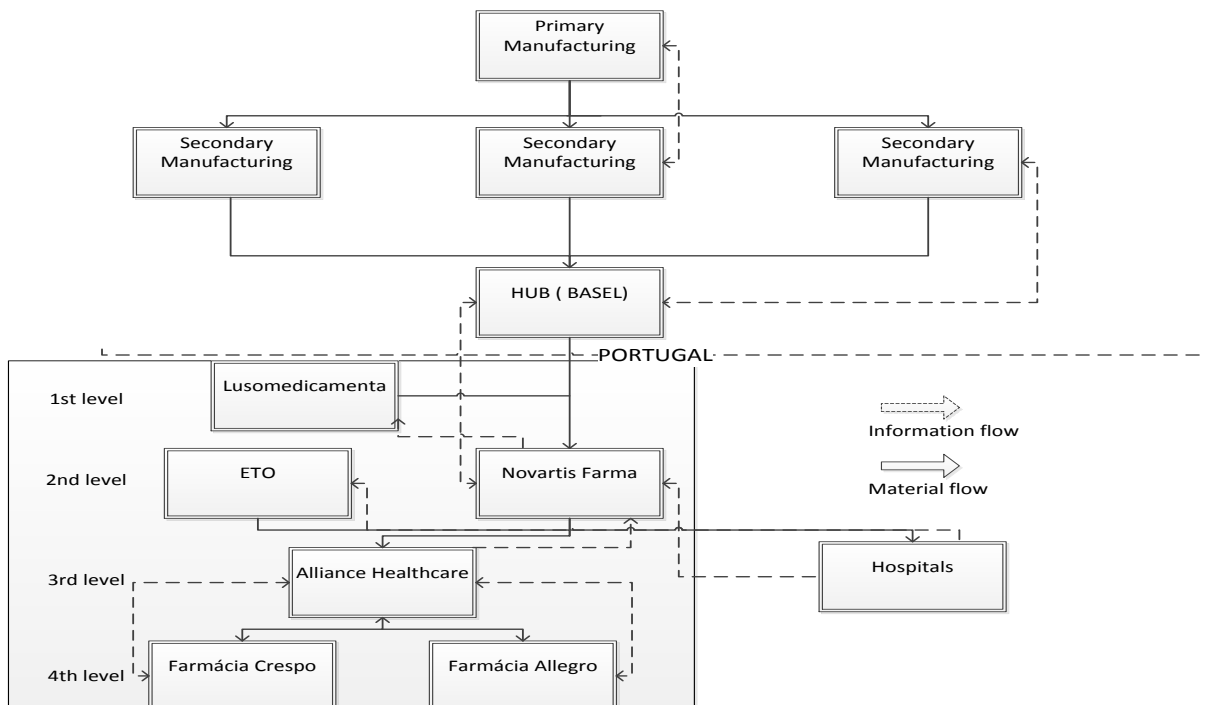 Primary
Manufacturing
Secondary
Manufacturing
Secondary
Manufacturing
Secondary
Manufacturing
HUB ( BASEL)
PORTUGAL
Lusomedicamenta
1st level
Information flow
ETO
Novartis Farma
2nd level
Material flow
Alliance Healthcare
Hospitals
3rd level
Farmácia Crespo
Farmácia Allegro
4th level